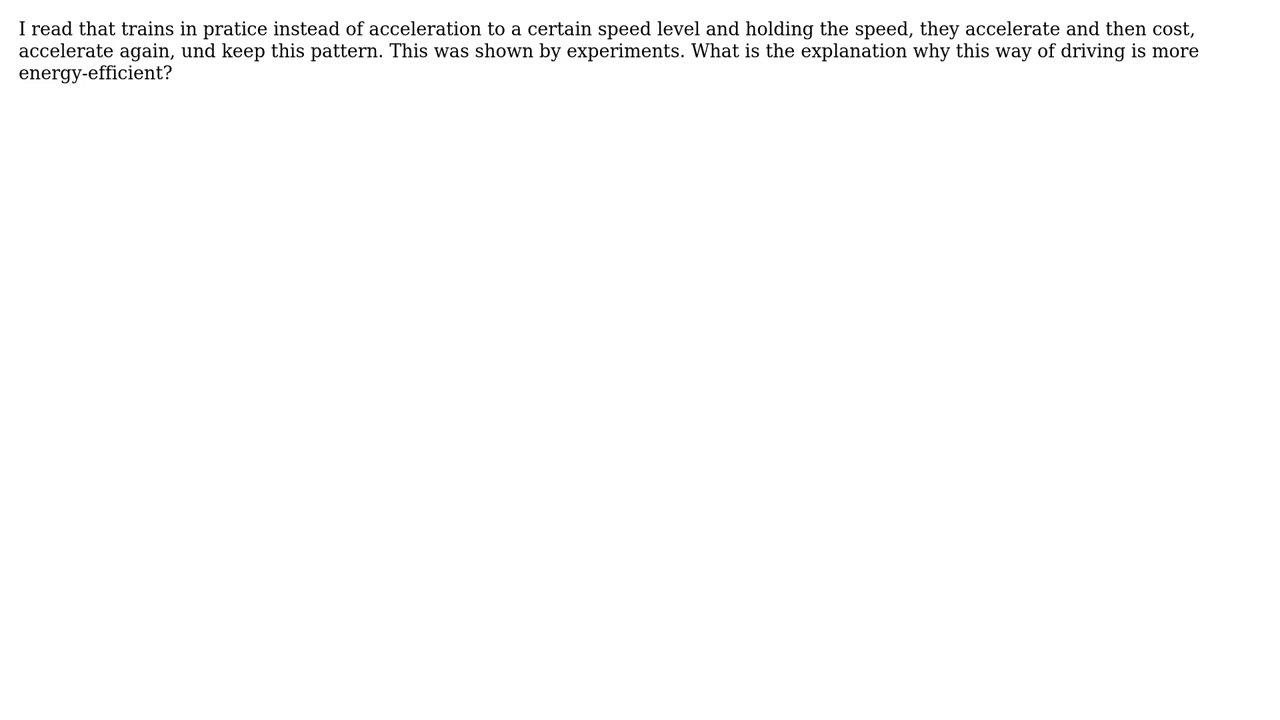 I read that trains in pratice instead of acceleration to a certain speed level and holding the speed, they accelerate and then cost,
accelerate again, und keep this pattern. This was shown by experiments. What is the explanation why this way of driving is more
energy-efficient?